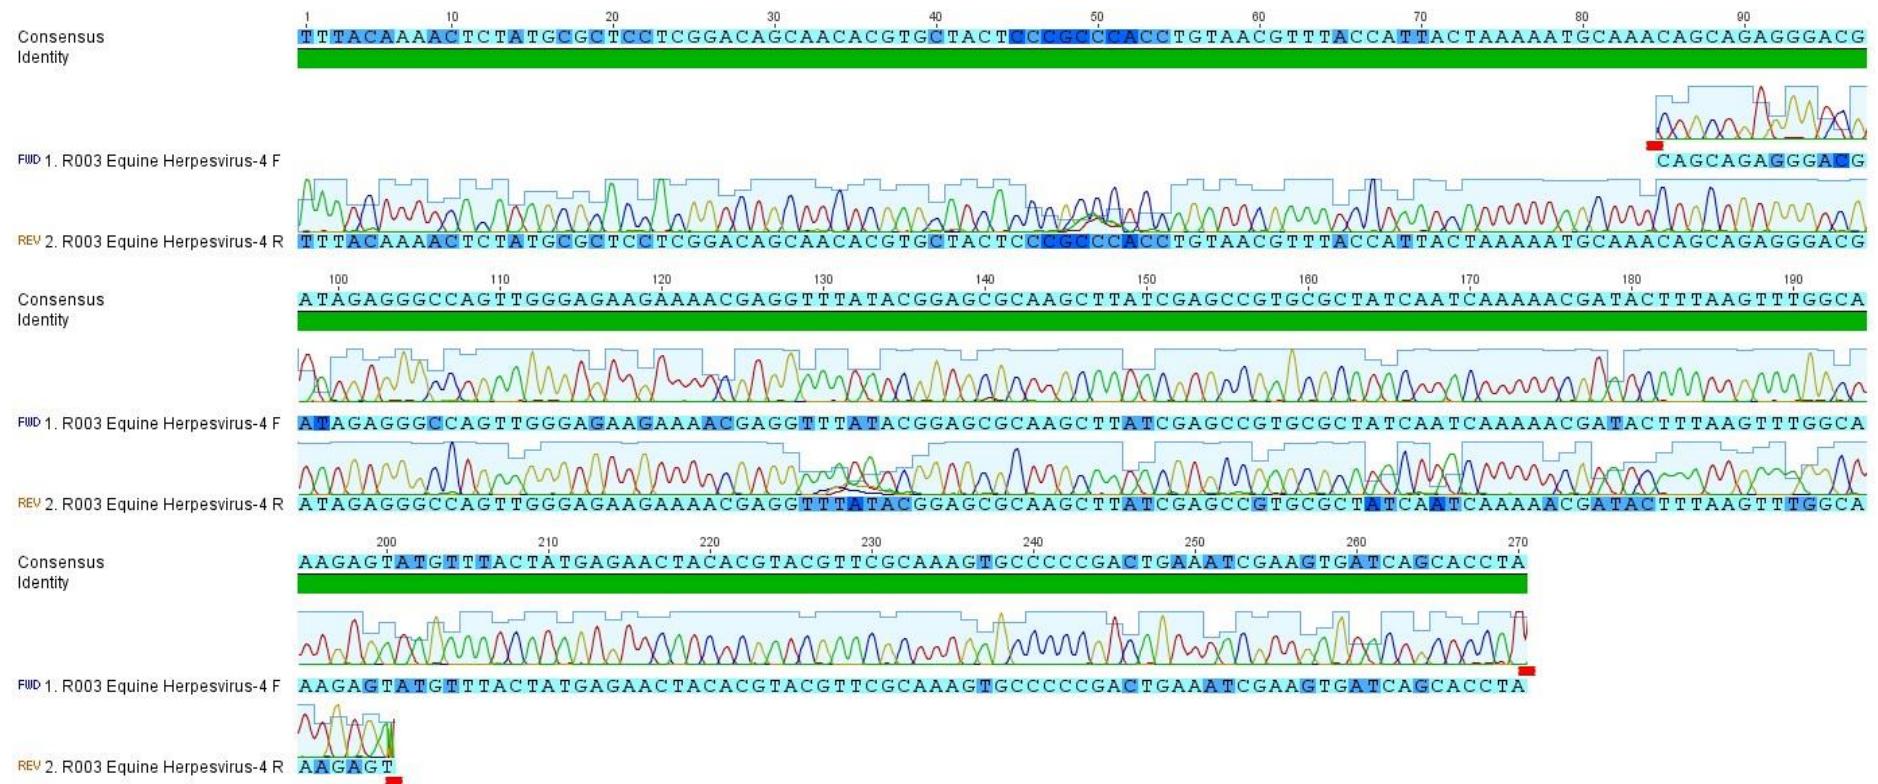 1 10 20 30 40 50 60 70 80 90
Consensus TTTACAAAACTCTATGCGCTCCTCGGACAGCAACACGTGCTACTCCCGCCCACCTGTAACGTTTACCATTACTAAAAATGCAAACAGCAGAGGGACG
Identity
FWD 1. R003 Equine Herpesvirus-4 F CAGCAGAGGGACG
REV 2. R003 Equine Herpesvirus-4 R TTTACAAAACTCTATGCGCTCCTCGGACAGCAACACGTGCTACTCCCGCCCACCTGTAACGTTTACCATTACTAAAAATGCAAACAGCAGAGGGACG
100 110 120 130 140 150 160 170 180 190
Consensus ATAGAGGGCCAGTTGGGAGAAGAAAACGAGGTTTATACGGAGCGCAAGCTTATCGAGCCGTGCGCTATCAATCAAAAAACGATACTTTAAGTTTGGCA
Identity
FWD 1. R003 Equine Herpesvirus-4 F ATAGAGGGCCAGTTGGGAGAAGAAAACGAGGTTTATACGGAGCGCAAGCTTATCGAGCCGTGCGCTATCAATCAAAAAACGATACTTTAAGTTTGGCA
REV 2. R003 Equine Herpesvirus-4 R ATAGAGGGCCAGTTGGGAGAAGAAAACGAGGTTTATACGGAGCGCAAGCTTATCGAGCCGTGCGCTATCAATCAAAAAACGATACTTTAAGTTTGGCA
200 210 220 230 240 250 260 270
Consensus AAGAGTATGTTTACTATGAGAACTACACGTACGTTCGCAAAGTGCCCCCGACTGAAATCGAAGTGATCAGCACCTA
Identity
FWD 1. R003 Equine Herpesvirus-4 F AAGAGTATGTTTACTATGAGAACTACACGTACGTTCGCAAAGTGCCCCCGACTGAAATCGAAGTGATCAGCACCTA
REV 2. R003 Equine Herpesvirus-4 R AAGAGT